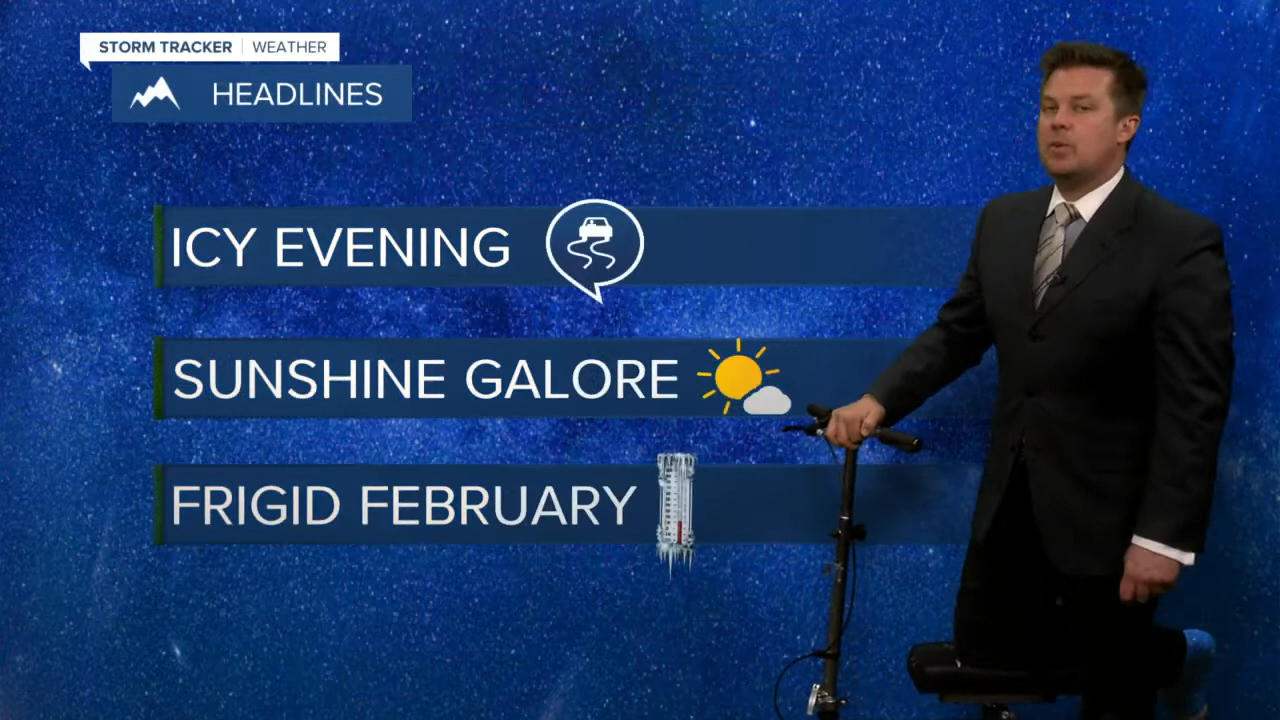 STORM TRACKER | WEATHER
HEADLINES
ICY EVENING
SUNSHINE GALORE
FRIGID FEBRUARY